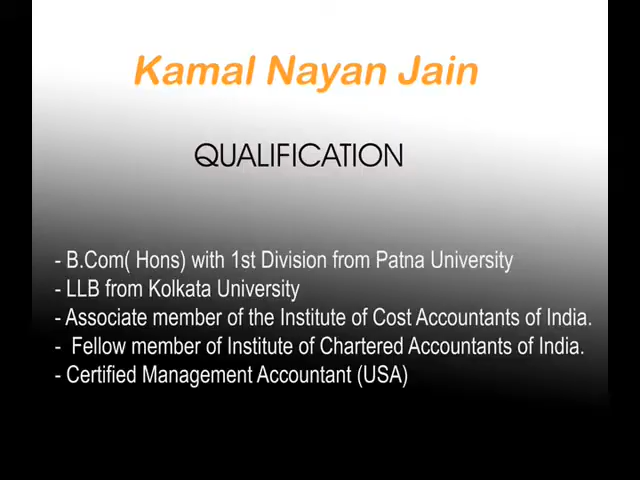 Kamal Nayan Jain
QUALIFICATION
- B.Com( Hons) with 1st Division from Patna University
- LLB from Kolkata University
- Associate member of the Institute of Cost Accountants of India.
-  Fellow member of Institute of Chartered Accountants of India.
- Certified Management Accountant (USA)